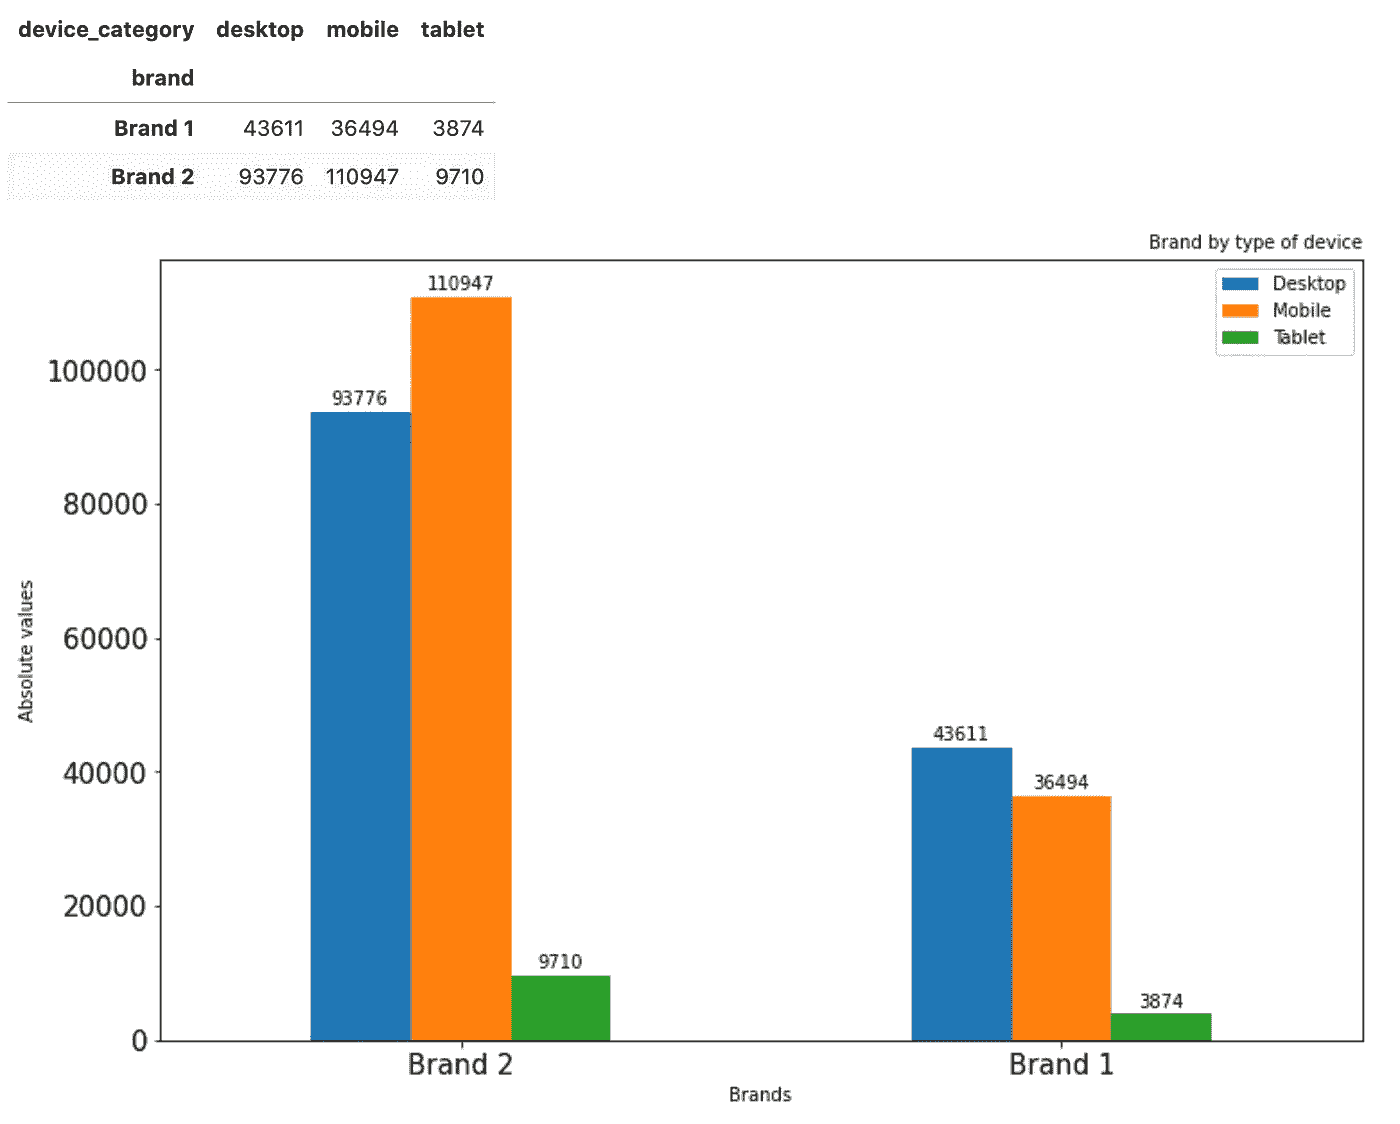 device_category desktop mobile tablet
brand
Brand 1 43611 36494 3874
Brand 2 93776 110947 9710
Brand by type of device
Desktop
Mobile
Tablet
110947
93776
9710
43611
36494
3874
100000
80000
60000
40000
20000
0
Absolute values
Brand 2 Brand 1
Brands